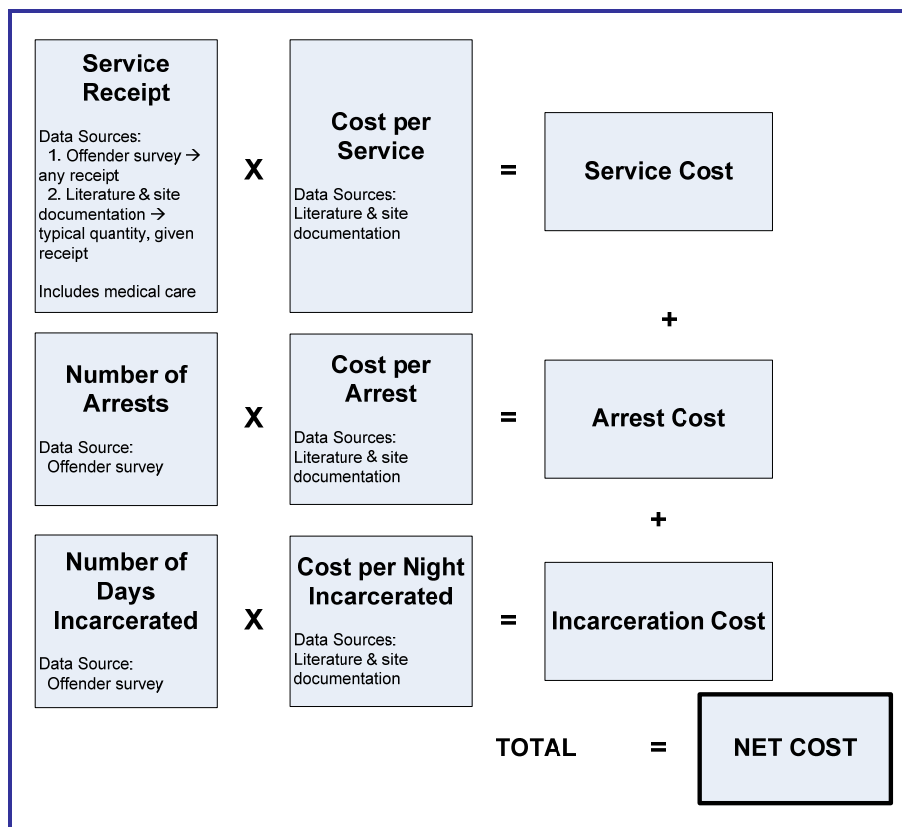 Service
Receipt
Data Sources:
1. Offender survey →
any receipt
2. Literature & site
documentation →
typical quantity, given
receipt
Includes medical care
X
Cost per
Service
Data Sources:
Literature & site
documentation
=
Service Cost
+
Number of
Arrests
Data Source:
Offender survey
X
Cost per
Arrest
Data Sources:
Literature & site
documentation
=
Arrest Cost
+
Number of
Days
Incarcerated
Data Source:
Offender survey
X
Cost per Night
Incarcerated
Data Sources:
Literature & site
documentation
=
Incarceration Cost
TOTAL = NET COST